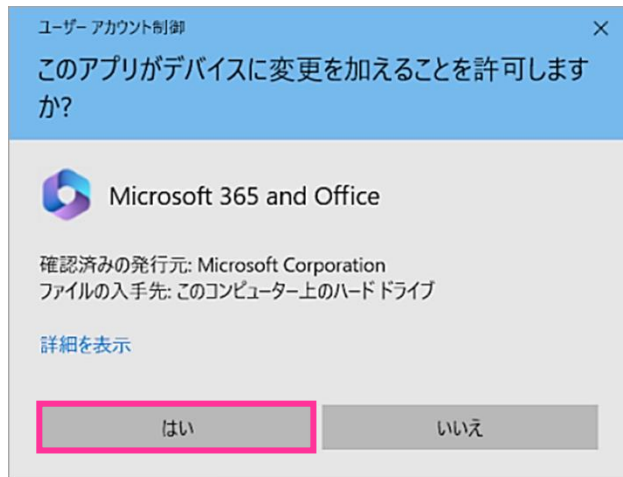 ユーザー アカウント制御
このアプリがデバイスに変更を加えることを許可します
か?
Microsoft 365 and Office
確認済みの発行元: Microsoft Corporation
ファイルの入手先: このコンピューター上のハード ドライブ
詳細を表示
はい
いいえ